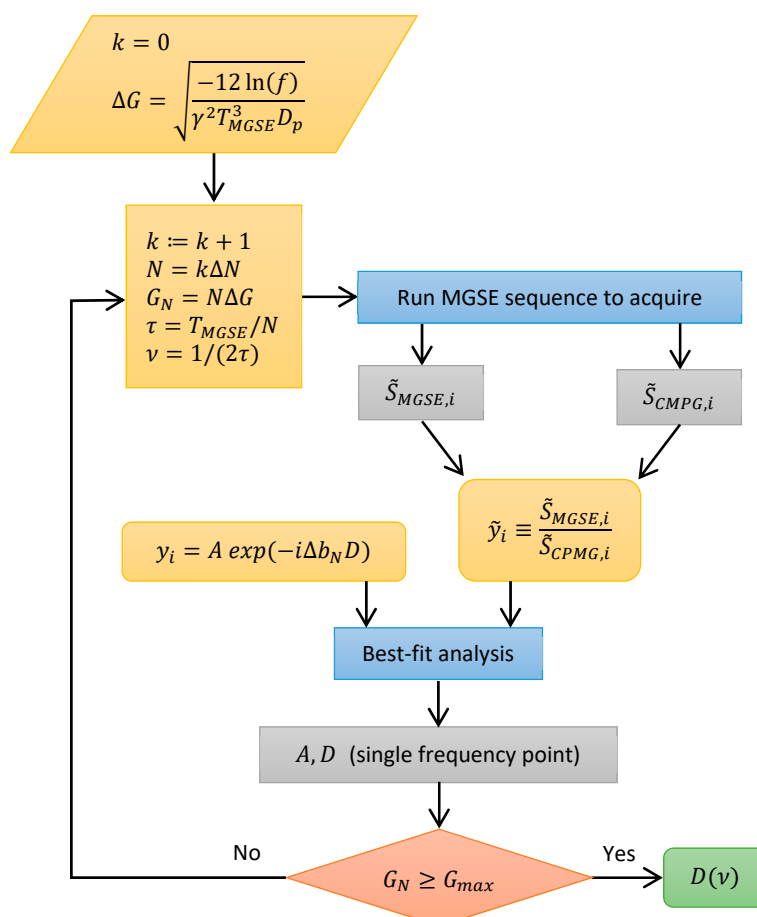 k = 0
ΔG = √(−12 ln(f) / γ²T³_MGSE D_p)
k ≔ k + 1
N = kΔN
G_N = NΔG
τ = T_MGSE/N
ν = 1/(2τ)
Run MGSE sequence to acquire
S̃_MGSE,i
S̃_CMPG,i
ỹ_i ≡ S̃_MGSE,i / S̃_CPMG,i
y_i = A exp(−iΔb_N D)
Best-fit analysis
A, D (single frequency point)
No
G_N ≥ G_max
Yes
D(ν)